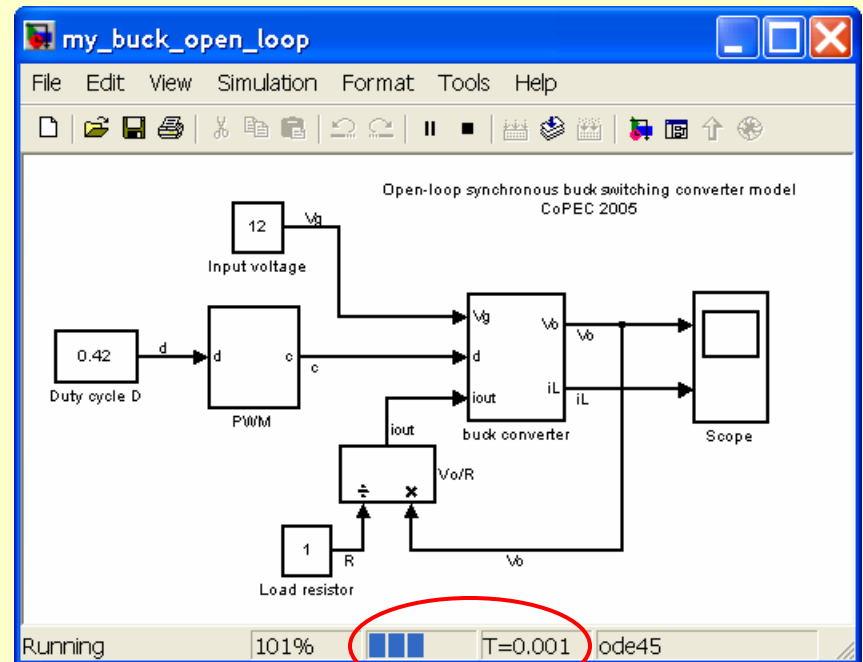 my_buck_open_loop
File Edit View Simulation Format Tools Help
Open-loop synchronous buck switching converter model
CoPEC 2005
12
Vg
Input voltage
0.42
d
Duty cycle D
d
c
c
PWM
Vg
d
iout
Vo
iL
buck converter
Vo
iL
Scope
iout
÷
×
Vo/R
1
R
Load resistor
Vo
Running 101% T=0.001 ode45